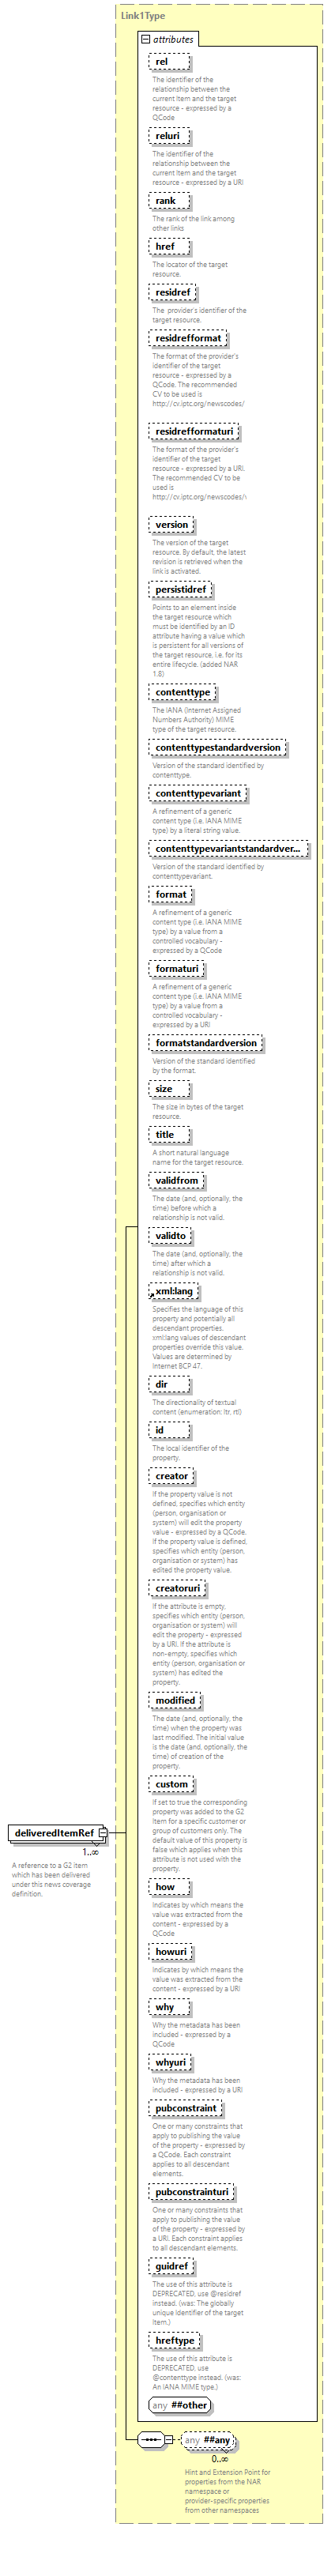 Link1Type
attributes
rel
The identifier of the
relationship between the
current Item and the target
resource - expressed by a
QCode
reluri
The identifier of the
relationship between the
current Item and the target
resource - expressed by a URI
rank
The rank of the link among
other links
href
The locator of the target
resource.
residref
The  provider's identifier of the
target resource.
residrefformat
The format of the provider's
identifier of the target
resource - expressed by a
QCode. The recommended
CV to be used is
http://cv.iptc.org/newscodes/
residrefformaturi
The format of the provider's
identifier of the target
resource - expressed by a URI.
The recommended CV to be
used is
http://cv.iptc.org/newscodes/
version
The version of the target
resource. By default, the latest
revision is retrieved when the
link is activated.
persistidref
Points to an element inside
the target resource which
must be identified by an ID
attribute having a value which
is persistent for all versions of
the target resource, i.e. for its
entire lifecycle. (added NAR
1.8)
contenttype
The IANA (Internet Assigned
Numbers Authority) MIME
type of the target resource.
contenttypestandardversion
Version of the standard identified by
contenttype.
contenttypevariant
A refinement of a generic
content type (i.e. IANA MIME
type) by a literal string value.
contenttypevariantstandardver...
Version of the standard identified by
contenttypevariant.
format
A refinement of a generic
content type (i.e. IANA MIME
type) by a value from a
controlled vocabulary -
expressed by a QCode
formaturi
A refinement of a generic
content type (i.e. IANA MIME
type) by a value from a
controlled vocabulary -
expressed by a URI
formatstandardversion
Version of the standard identified
by the format.
size
The size in bytes of the target
resource.
title
A short natural language
name for the target resource.
validfrom
The date (and, optionally, the
time) before which a
relationship is not valid.
validto
The date (and, optionally, the
time) after which a
relationship is not valid.
xml:lang
Specifies the language of this
property and potentially all
descendant properties.
xml:lang values of descendant
properties override this value.
Values are determined by
Internet BCP 47.
dir
The directionality of textual
content (enumeration: ltr, rtl)
id
The local identifier of the
property.
creator
If the property value is not
defined, specifies which entity
(person, organisation or
system) will edit the property
value - expressed by a QCode.
If the property value is defined,
specifies which entity (person,
organisation or system) has
edited the property value.
creatoruri
If the attribute is empty,
specifies which entity (person,
organisation or system) will
edit the property - expressed
by a URI. If the attribute is
non-empty, specifies which
entity (person, organisation or
system) has edited the
property.
modified
The date (and, optionally, the
time) when the property was
last modified. The initial value
is the date (and, optionally, the
time) of creation of the
property.
custom
If set to true the corresponding
property was added to the G2
Item for a specific customer or
group of customers only. The
default value of this property is
false which applies when this
attribute is not used with the
property.
deliveredItemRef
1..∞
A reference to a G2 item
which has been delivered
under this news coverage
definition.
how
Indicates by which means the
value was extracted from the
content - expressed by a
QCode
howuri
Indicates by which means the
value was extracted from the
content - expressed by a URI
why
Why the metadata has been
included - expressed by a
QCode
whyuri
Why the metadata has been
included - expressed by a URI
pubconstraint
One or many constraints that
apply to publishing the value
of the property - expressed by
a QCode. Each constraint
applies to all descendant
elements.
pubconstrainturi
One or many constraints that
apply to publishing the value
of the property - expressed by
a URI. Each constraint applies
to all descendant elements.
guidref
The use of this attribute is
DEPRECATED, use @residref
instead. (was: The globally
unique Identifier of the target
Item.)
hreftype
The use of this attribute is
DEPRECATED, use
@contenttype instead. (was:
An IANA MIME type.)
any ##other
any ##any
0..∞
Hint and Extension Point for
properties from the NAR
namespace or
provider-specific properties
from other namespaces